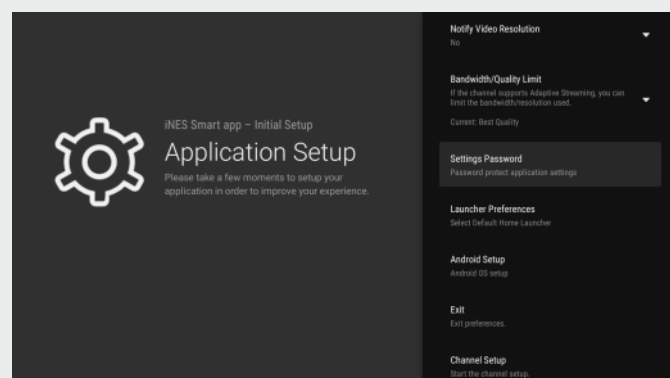 iNES Smart app – Initial Setup
Application Setup
Please take a few moments to setup your
application in order to improve your experience.
Notify Video Resolution
No
Bandwidth/Quality Limit
If the channel supports Adaptive Streaming, you can
limit the bandwidth/resolution used.
Current: Best Quality
Settings Password
Password protect application settings
Launcher Preferences
Select Default Home Launcher
Android Setup
Android OS setup
Exit
Exit preferences.
Channel Setup
Start the channel setup.